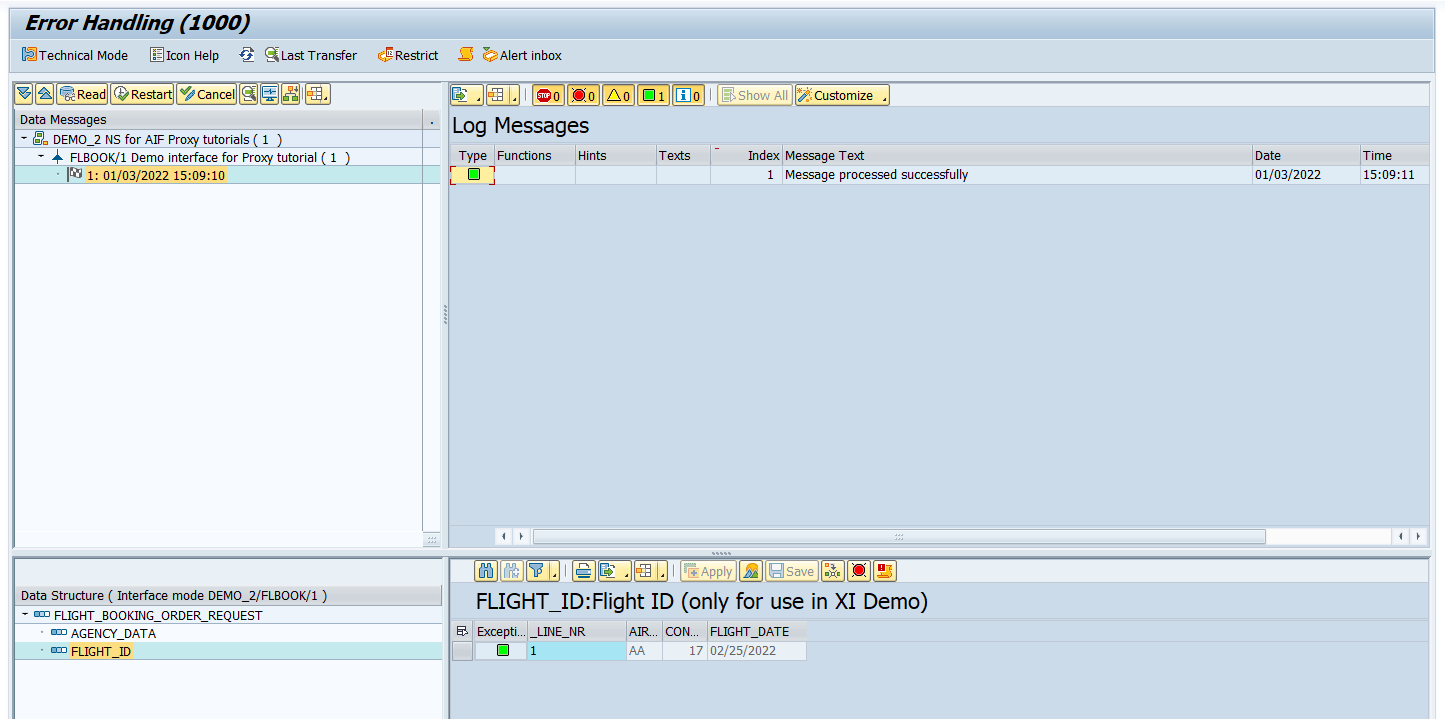 Error Handling (1000)
Technical Mode Icon Help Last Transfer Restrict Alert inbox
Read Restart Cancel
Data Messages
DEMO_2 NS for AIF Proxy tutorials ( 1 )
FLBOOK/1 Demo interface for Proxy tutorial ( 1 )
1: 01/03/2022 15:09:10
STOP 0 0 0 1 0 Show All Customize
Log Messages
Type Functions Hints Texts Index Message Text Date Time
1 Message processed successfully 01/03/2022 15:09:11
Data Structure ( Interface mode DEMO_2/FLBOOK/1 )
FLIGHT_BOOKING_ORDER_REQUEST
AGENCY_DATA
FLIGHT_ID
Apply Save
FLIGHT_ID:Flight ID (only for use in XI Demo)
Excepti... _LINE_NR AIR... CON... FLIGHT_DATE
1 AA 17 02/25/2022